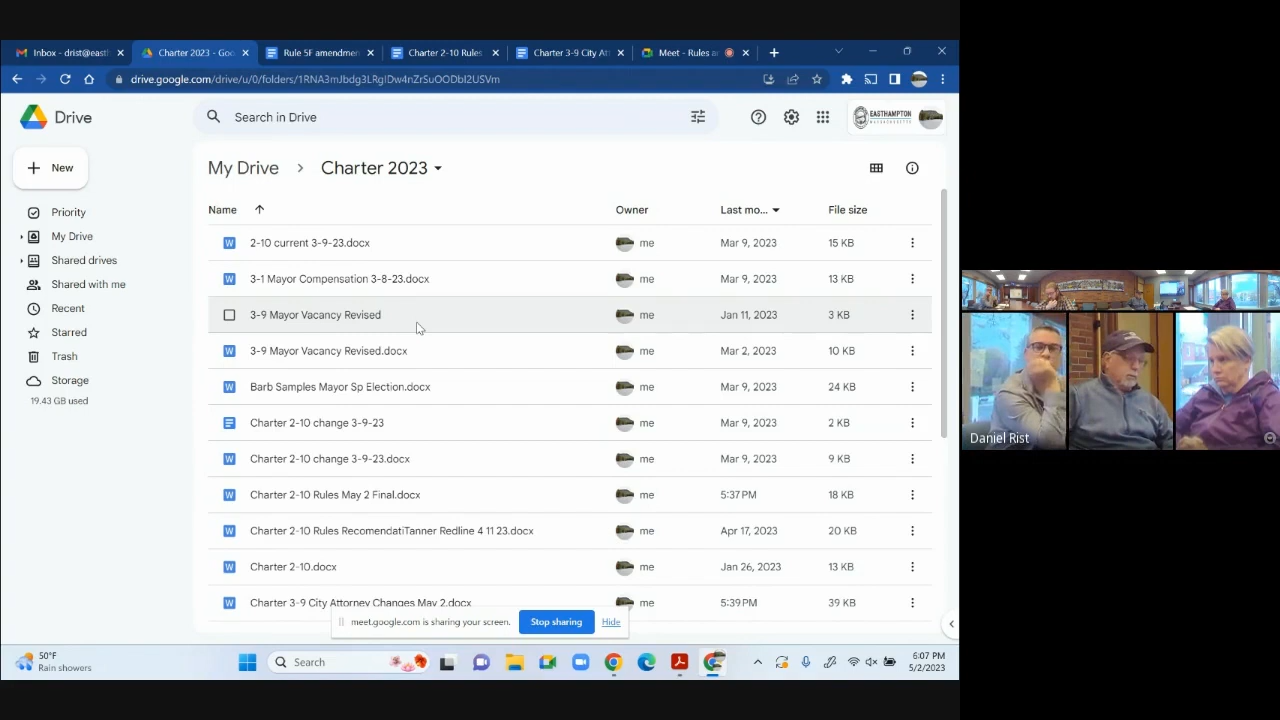 Inbox - drist@east
Charter 2023 - Goo
Rule 5F amendmen
Charter 2-10 Rules
Charter 3-9 City At
Meet - Rules a
drive.google.com/drive/u/0/folders/1RNA3mJbdg3LRgIDw4nZrSuOODbI2USVm
Drive
Search in Drive
EASTHAMPTON
New
My Drive
Charter 2023
Priority
My Drive
Shared drives
Shared with me
Recent
Starred
Trash
Storage
19.43 GB used
Name Owner Last mo... File size
2-10 current 3-9-23.docx me Mar 9, 2023 15 KB
3-1 Mayor Compensation 3-8-23.docx me Mar 9, 2023 13 KB
3-9 Mayor Vacancy Revised me Jan 11, 2023 3 KB
3-9 Mayor Vacancy Revised.docx me Mar 2, 2023 10 KB
Barb Samples Mayor Sp Election.docx me Mar 9, 2023 24 KB
Charter 2-10 change 3-9-23 me Mar 9, 2023 2 KB
Charter 2-10 change 3-9-23.docx me Mar 9, 2023 9 KB
Charter 2-10 Rules May 2 Final.docx me 5:37 PM 18 KB
Charter 2-10 Rules RecomendatiTanner Redline 4 11 23.docx me Apr 17, 2023 20 KB
Charter 2-10.docx me Jan 26, 2023 13 KB
Charter 3-9 City Attorney Changes May 2.docx me 5:39 PM 39 KB
meet.google.com is sharing your screen.
Stop sharing
Hide
Daniel Rist
50°F
Rain showers
Search
6:07 PM
5/2/2023